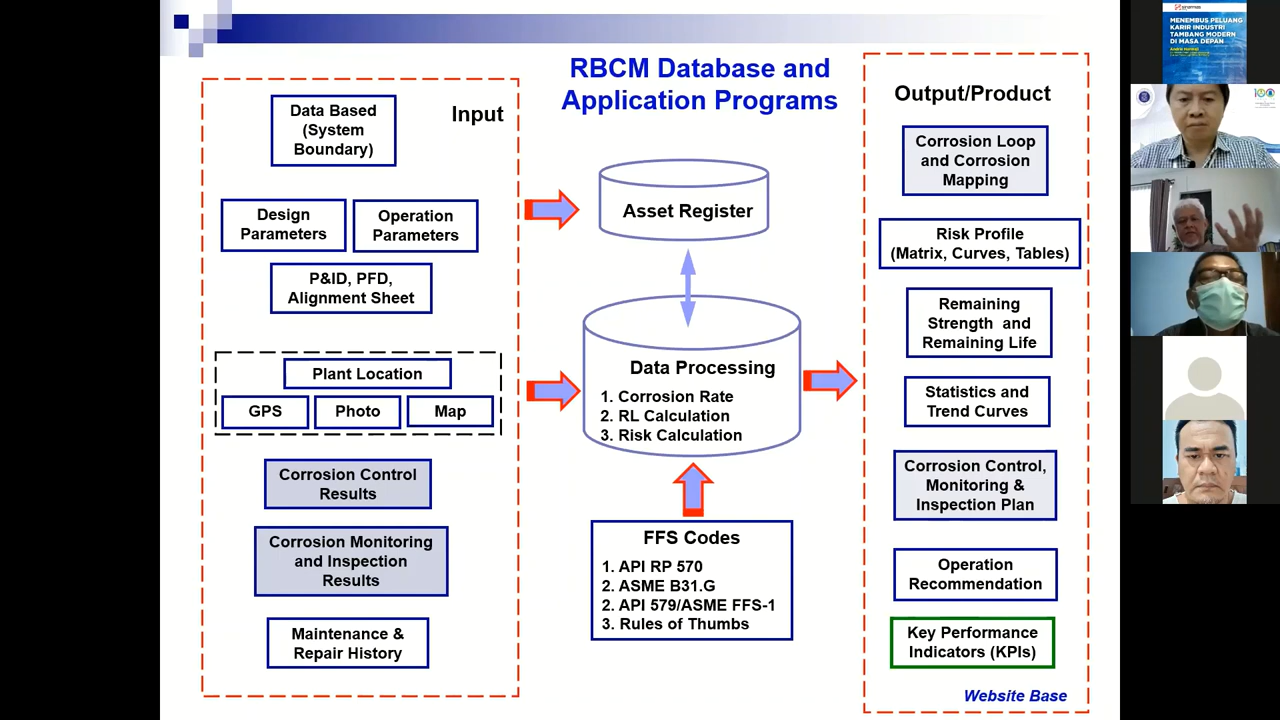 RBCM Database and
Application Programs
Input
Data Based
(System
Boundary)
Design
Parameters
Operation
Parameters
P&ID, PFD,
Alignment Sheet
Plant Location
GPS
Photo
Map
Corrosion Control
Results
Corrosion Monitoring
and Inspection
Results
Maintenance &
Repair History
Asset Register
Data Processing
1. Corrosion Rate
2. RL Calculation
3. Risk Calculation
FFS Codes
1. API RP 570
2. ASME B31.G
2. API 579/ASME FFS-1
3. Rules of Thumbs
Output/Product
Corrosion Loop
and Corrosion
Mapping
Risk Profile
(Matrix, Curves, Tables)
Remaining
Strength and
Remaining Life
Statistics and
Trend Curves
Corrosion Control,
Monitoring &
Inspection Plan
Operation
Recommendation
Key Performance
Indicators (KPIs)
Website Base
sinarmas
MENEMBUS PELUANG
KARIR INDUSTRI
TAMBANG MODERN
DI MASA DEPAN